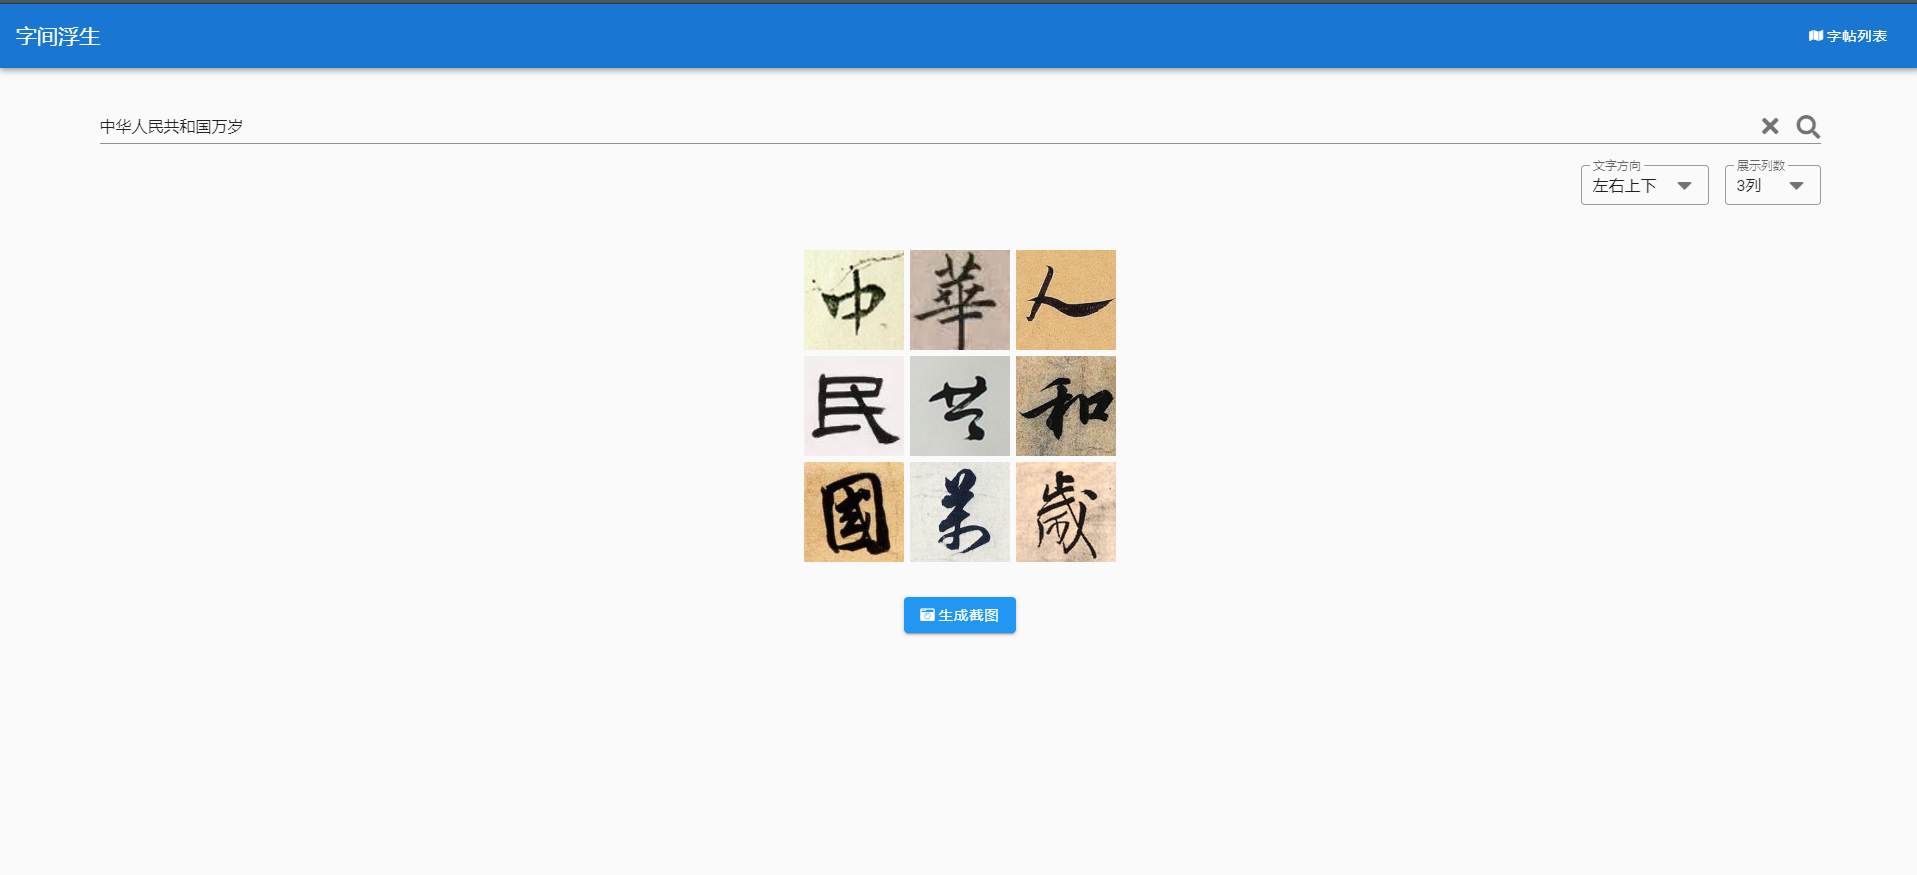 字间浮生
字帖列表
中华人民共和国万岁
文字方向
左右上下
展示列数
3列
中華人
民共和
國萬歲
生成截图